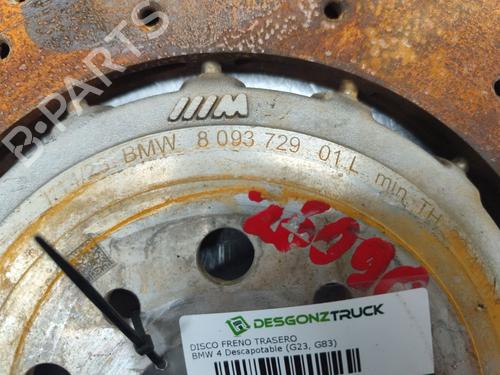 M
BMW 8 093 729 01.L min. TH
B-PARTS
DESGONZTRUCK
DISCO FRENO TRASERO
BMW 4 Descapotable (G23, G83)